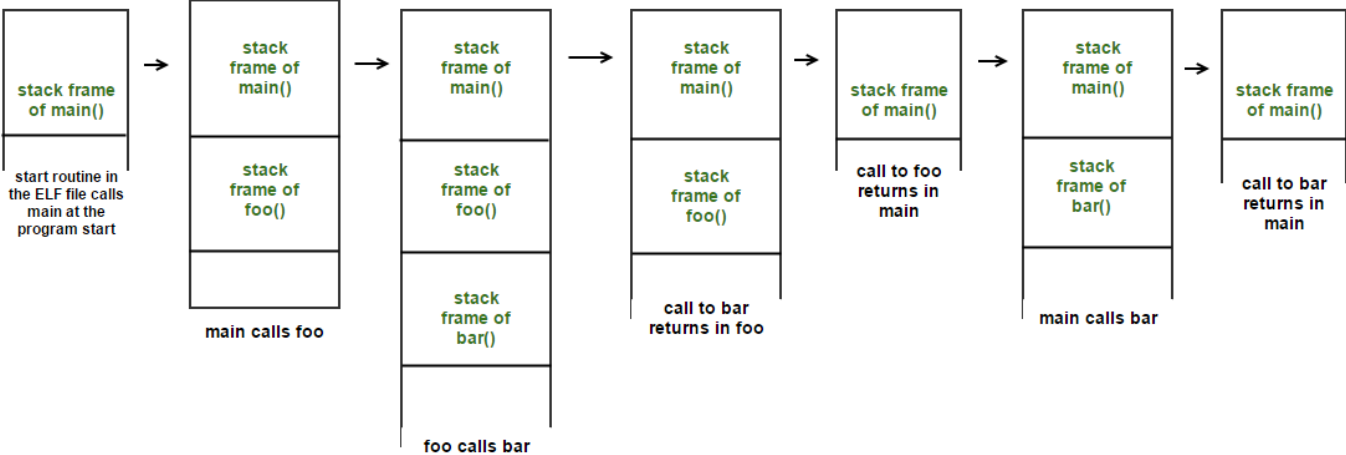 stack frame
of main()
start routine in
the ELF file calls
main at the
program start
stack
frame of
main()
stack
frame of
foo()
main calls foo
stack
frame of
main()
stack
frame of
foo()
stack
frame of
bar()
foo calls bar
stack
frame of
main()
stack
frame of
foo()
call to bar
returns in foo
stack frame
of main()
call to foo
returns in
main
stack
frame of
main()
stack
frame of
bar()
main calls bar
stack frame
of main()
call to bar
returns in
main